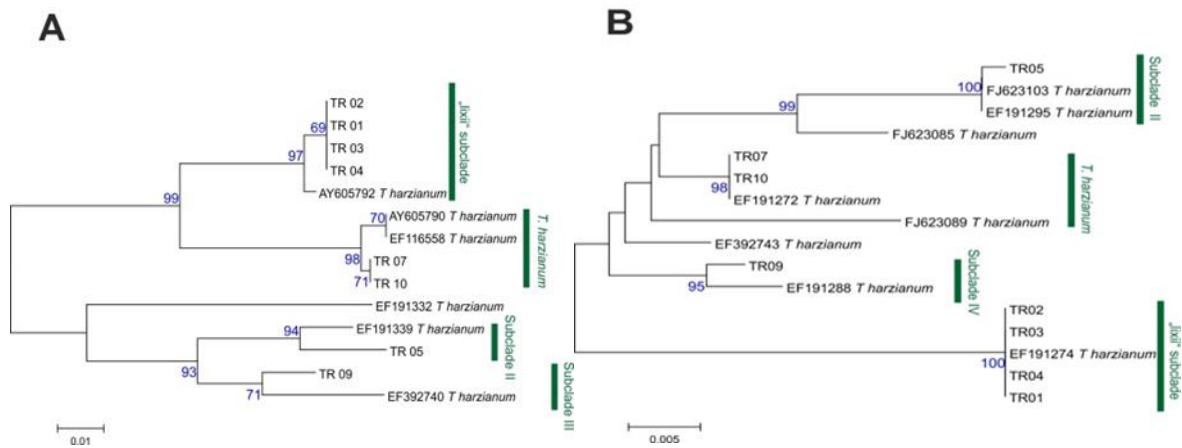 A
TR 02
69
TR 01
TR 03
97
TR 04
99
AY605792 T harzianum
„lixii“ subclade
70
AY605790 T harzianum
EF116558 T harzianum
98
TR 07
71
TR 10
T. harzianum
EF191332 T harzianum
94
EF191339 T harzianum
TR 05
Subclade II
93
TR 09
71
EF392740 T harzianum
Subclade III
0.01
B
TR05
100
FJ623103 T harzianum
99
EF191295 T harzianum
Subclade II
FJ623085 T harzianum
TR07
TR10
98
EF191272 T harzianum
T. harzianum
FJ623089 T harzianum
EF392743 T harzianum
TR09
95
EF191288 T harzianum
Subclade IV
TR02
TR03
EF191274 T harzianum
100
TR04
TR01
„lixii“ subclade
0.005